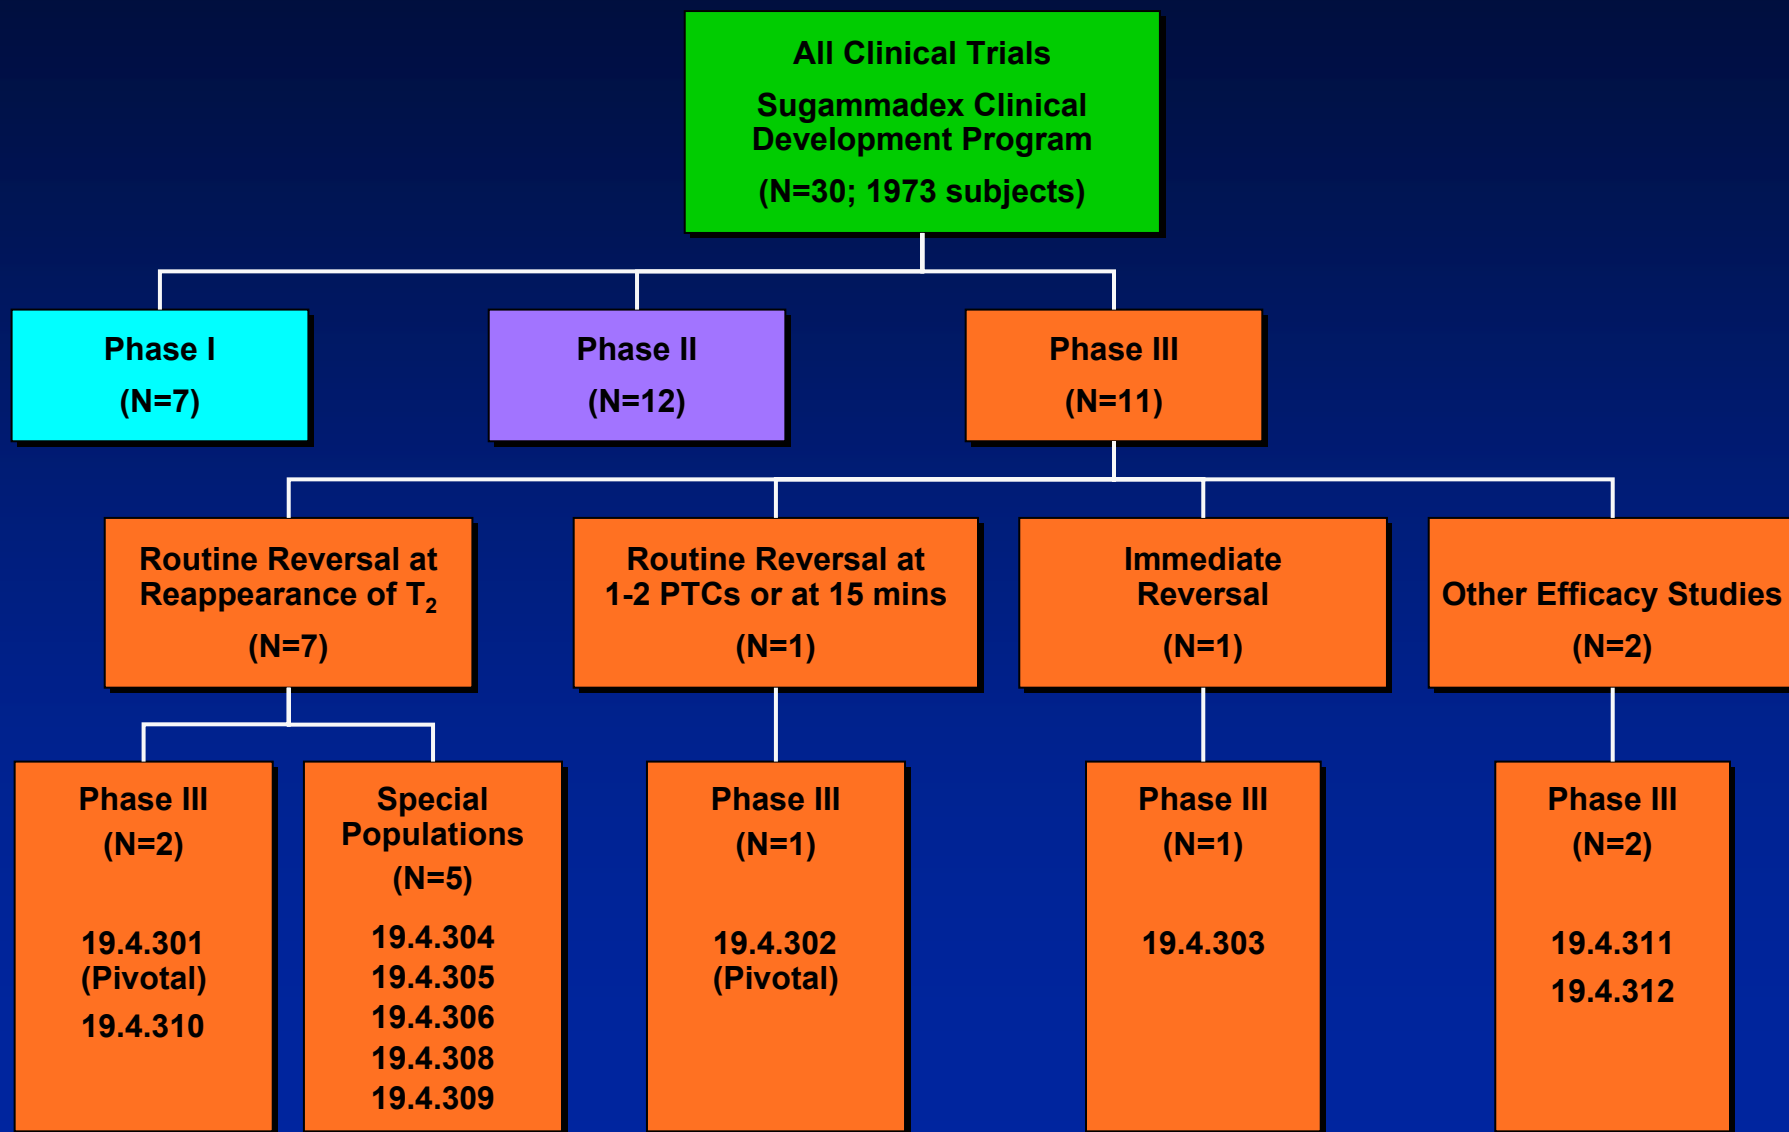 All Clinical Trials
Sugammadex Clinical
Development Program
(N=30; 1973 subjects)
Phase I
(N=7)
Phase II
(N=12)
Phase III
(N=11)
Routine Reversal at
Reappearance of T₂
(N=7)
Routine Reversal at
1-2 PTCs or at 15 mins
(N=1)
Immediate
Reversal
(N=1)
Other Efficacy Studies
(N=2)
Phase III
(N=2)
19.4.301
(Pivotal)
19.4.310
Special
Populations
(N=5)
19.4.304
19.4.305
19.4.306
19.4.308
19.4.309
Phase III
(N=1)
19.4.302
(Pivotal)
Phase III
(N=1)
19.4.303
Phase III
(N=2)
19.4.311
19.4.312